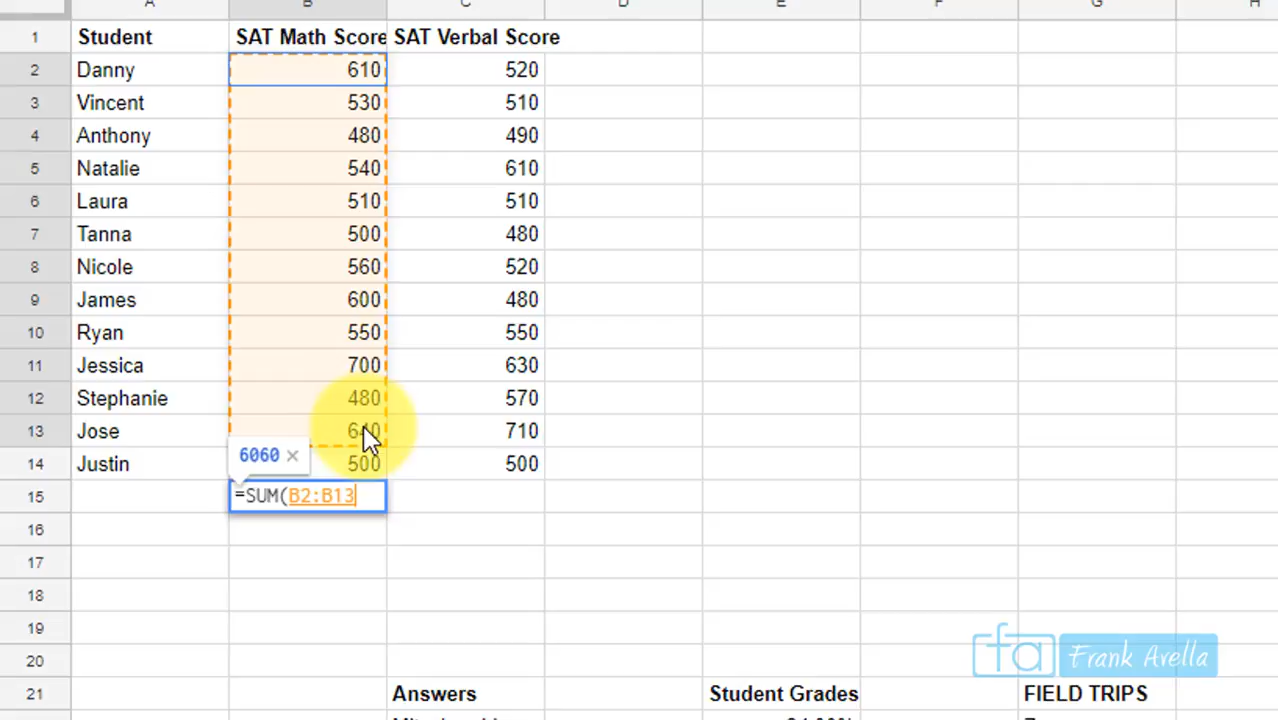 A B C D E F G H
1 Student SAT Math Score SAT Verbal Score
2 Danny 610 520
3 Vincent 530 510
4 Anthony 480 490
5 Natalie 540 610
6 Laura 510 510
7 Tanna 500 480
8 Nicole 560 520
9 James 600 480
10 Ryan 550 550
11 Jessica 700 630
12 Stephanie 480 570
13 Jose 640 710
6060 ×
14 Justin 500 500
15 =SUM(B2:B13
16
17
18
19
20
fa Frank Avella
21 Answers Student Grades FIELD TRIPS